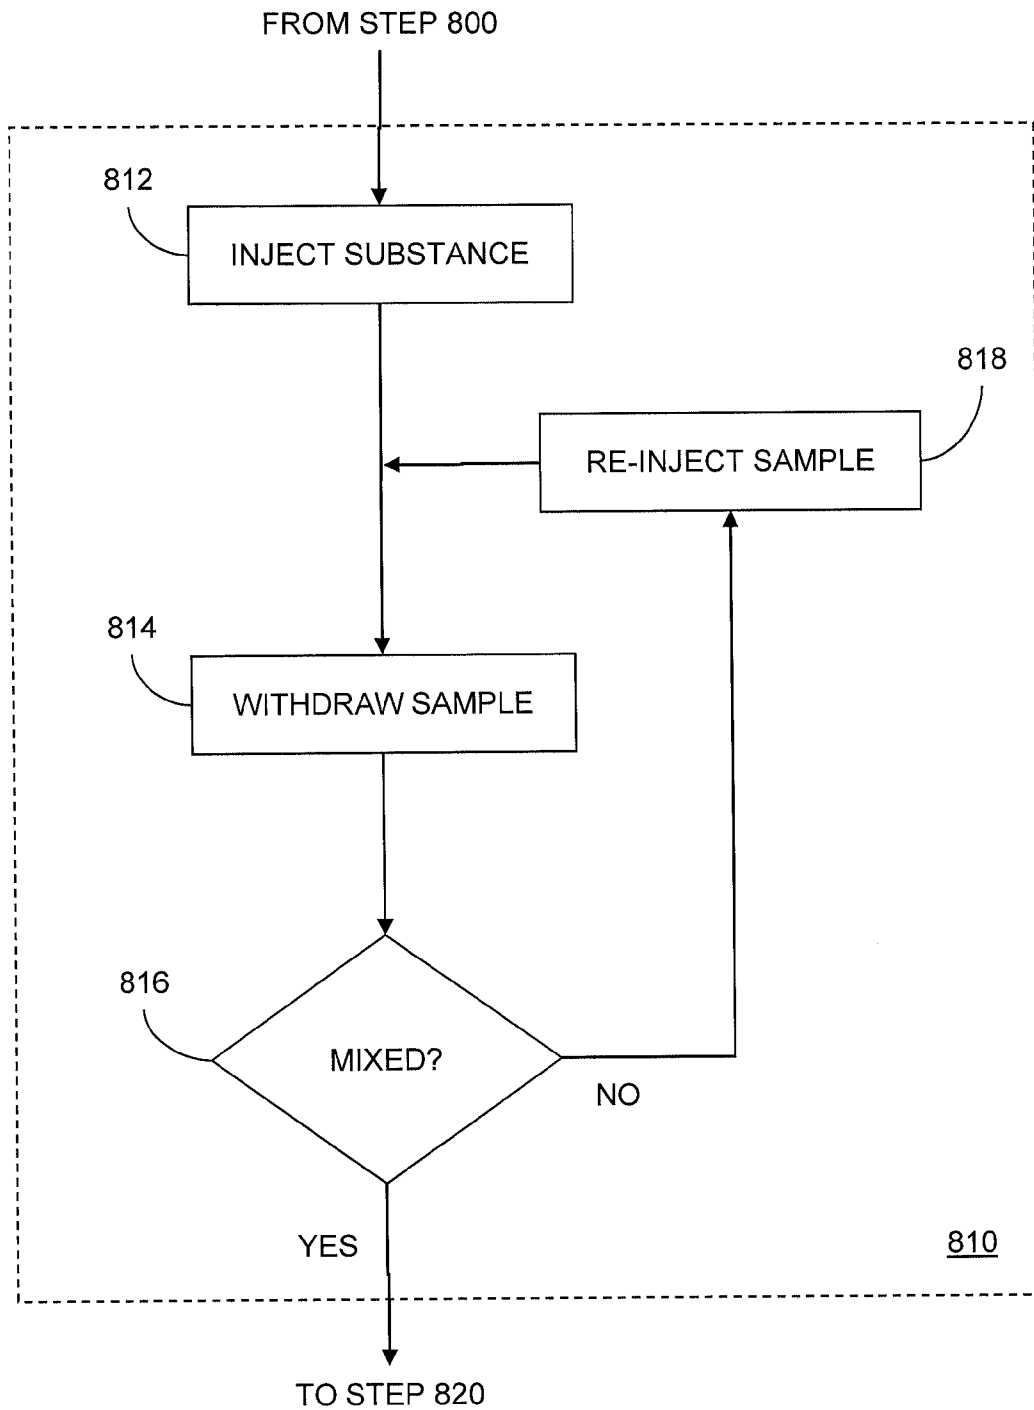 FROM STEP 800
812
INJECT SUBSTANCE
818
RE-INJECT SAMPLE
814
WITHDRAW SAMPLE
816
MIXED?
NO
YES
810
TO STEP 820